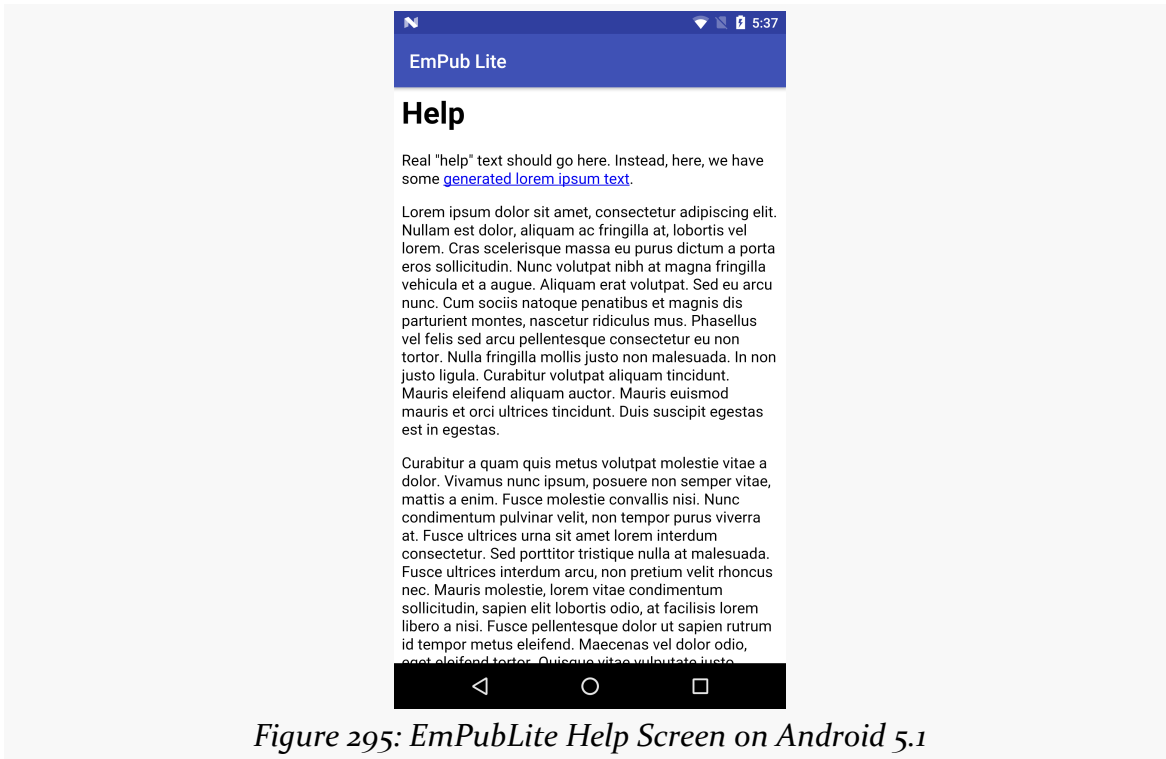 5:37
EmPub Lite
Help
Real "help" text should go here. Instead, here, we have
some generated lorem ipsum text.
Lorem ipsum dolor sit amet, consectetur adipiscing elit.
Nullam est dolor, aliquam ac fringilla at, lobortis vel
lorem. Cras scelerisque massa eu purus dictum a porta
eros sollicitudin. Nunc volutpat nibh at magna fringilla
vehicula et a augue. Aliquam erat volutpat. Sed eu arcu
nunc. Cum sociis natoque penatibus et magnis dis
parturient montes, nascetur ridiculus mus. Phasellus
vel felis sed arcu pellentesque consectetur eu non
tortor. Nulla fringilla mollis justo non malesuada. In non
justo ligula. Curabitur volutpat aliquam tincidunt.
Mauris eleifend aliquam auctor. Mauris euismod
mauris et orci ultrices tincidunt. Duis suscipit egestas
est in egestas.
Curabitur a quam quis metus volutpat molestie vitae a
dolor. Vivamus nunc ipsum, posuere non semper vitae,
mattis a enim. Fusce molestie convallis nisi. Nunc
condimentum pulvinar velit, non tempor purus viverra
at. Fusce ultrices urna sit amet lorem interdum
consectetur. Sed porttitor tristique nulla at malesuada.
Fusce ultrices interdum arcu, non pretium velit rhoncus
nec. Mauris molestie, lorem vitae condimentum
sollicitudin, sapien elit lobortis odio, at facilisis lorem
libero a nisi. Fusce pellentesque dolor ut sapien rutrum
id tempor metus eleifend. Maecenas vel dolor odio,
eget eleifend tortor. Quisque vitae vulputate justo
Figure 295: EmPubLite Help Screen on Android 5.1